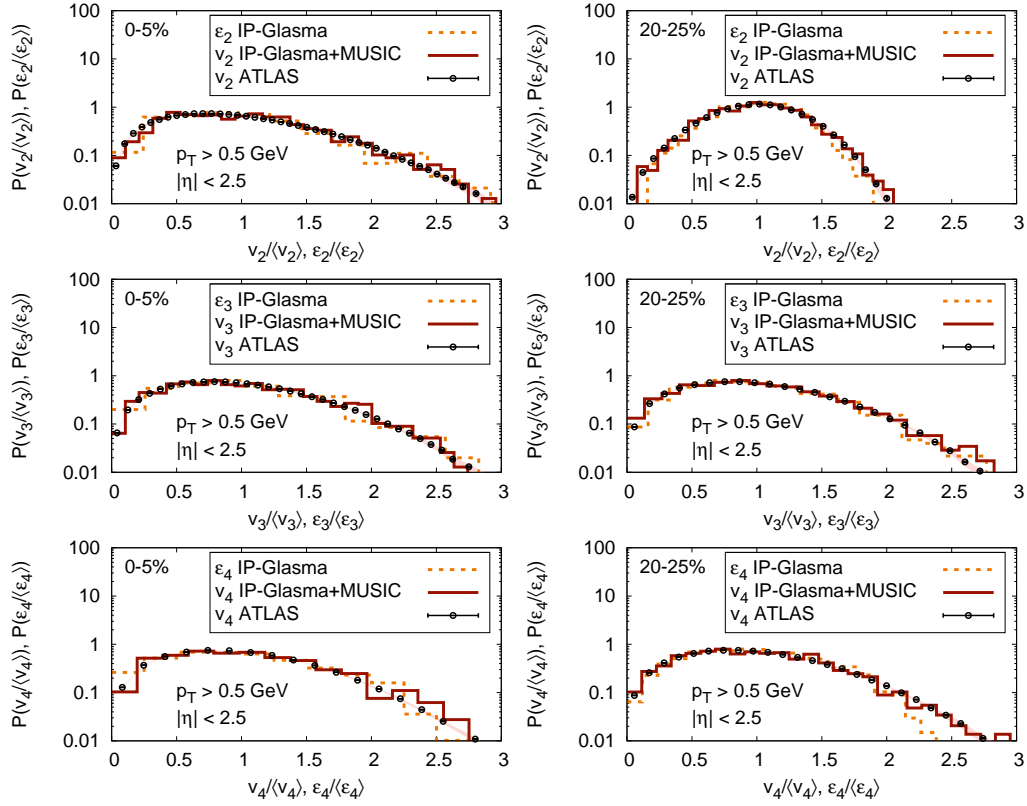 P(v₂/⟨v₂⟩), P(ε₂/⟨ε₂⟩)
100
10
1
0.1
0.01
0-5%
ε₂ IP-Glasma
v₂ IP-Glasma+MUSIC
v₂ ATLAS
p_T > 0.5 GeV
|η| < 2.5
0 0.5 1 1.5 2 2.5 3
v₂/⟨v₂⟩, ε₂/⟨ε₂⟩
P(v₂/⟨v₂⟩), P(ε₂/⟨ε₂⟩)
100
10
1
0.1
0.01
20-25%
ε₂ IP-Glasma
v₂ IP-Glasma+MUSIC
v₂ ATLAS
p_T > 0.5 GeV
|η| < 2.5
0 0.5 1 1.5 2 2.5 3
v₂/⟨v₂⟩, ε₂/⟨ε₂⟩
P(v₃/⟨v₃⟩), P(ε₃/⟨ε₃⟩)
100
10
1
0.1
0.01
0-5%
ε₃ IP-Glasma
v₃ IP-Glasma+MUSIC
v₃ ATLAS
p_T > 0.5 GeV
|η| < 2.5
0 0.5 1 1.5 2 2.5 3
v₃/⟨v₃⟩, ε₃/⟨ε₃⟩
P(v₃/⟨v₃⟩), P(ε₃/⟨ε₃⟩)
100
10
1
0.1
0.01
20-25%
ε₃ IP-Glasma
v₃ IP-Glasma+MUSIC
v₃ ATLAS
p_T > 0.5 GeV
|η| < 2.5
0 0.5 1 1.5 2 2.5 3
v₃/⟨v₃⟩, ε₃/⟨ε₃⟩
P(v₄/⟨v₄⟩), P(ε₄/⟨ε₄⟩)
100
10
1
0.1
0.01
0-5%
ε₄ IP-Glasma
v₄ IP-Glasma+MUSIC
v₄ ATLAS
p_T > 0.5 GeV
|η| < 2.5
0 0.5 1 1.5 2 2.5 3
v₄/⟨v₄⟩, ε₄/⟨ε₄⟩
P(v₄/⟨v₄⟩), P(ε₄/⟨ε₄⟩)
100
10
1
0.1
0.01
20-25%
ε₄ IP-Glasma
v₄ IP-Glasma+MUSIC
v₄ ATLAS
p_T > 0.5 GeV
|η| < 2.5
0 0.5 1 1.5 2 2.5 3
v₄/⟨v₄⟩, ε₄/⟨ε₄⟩